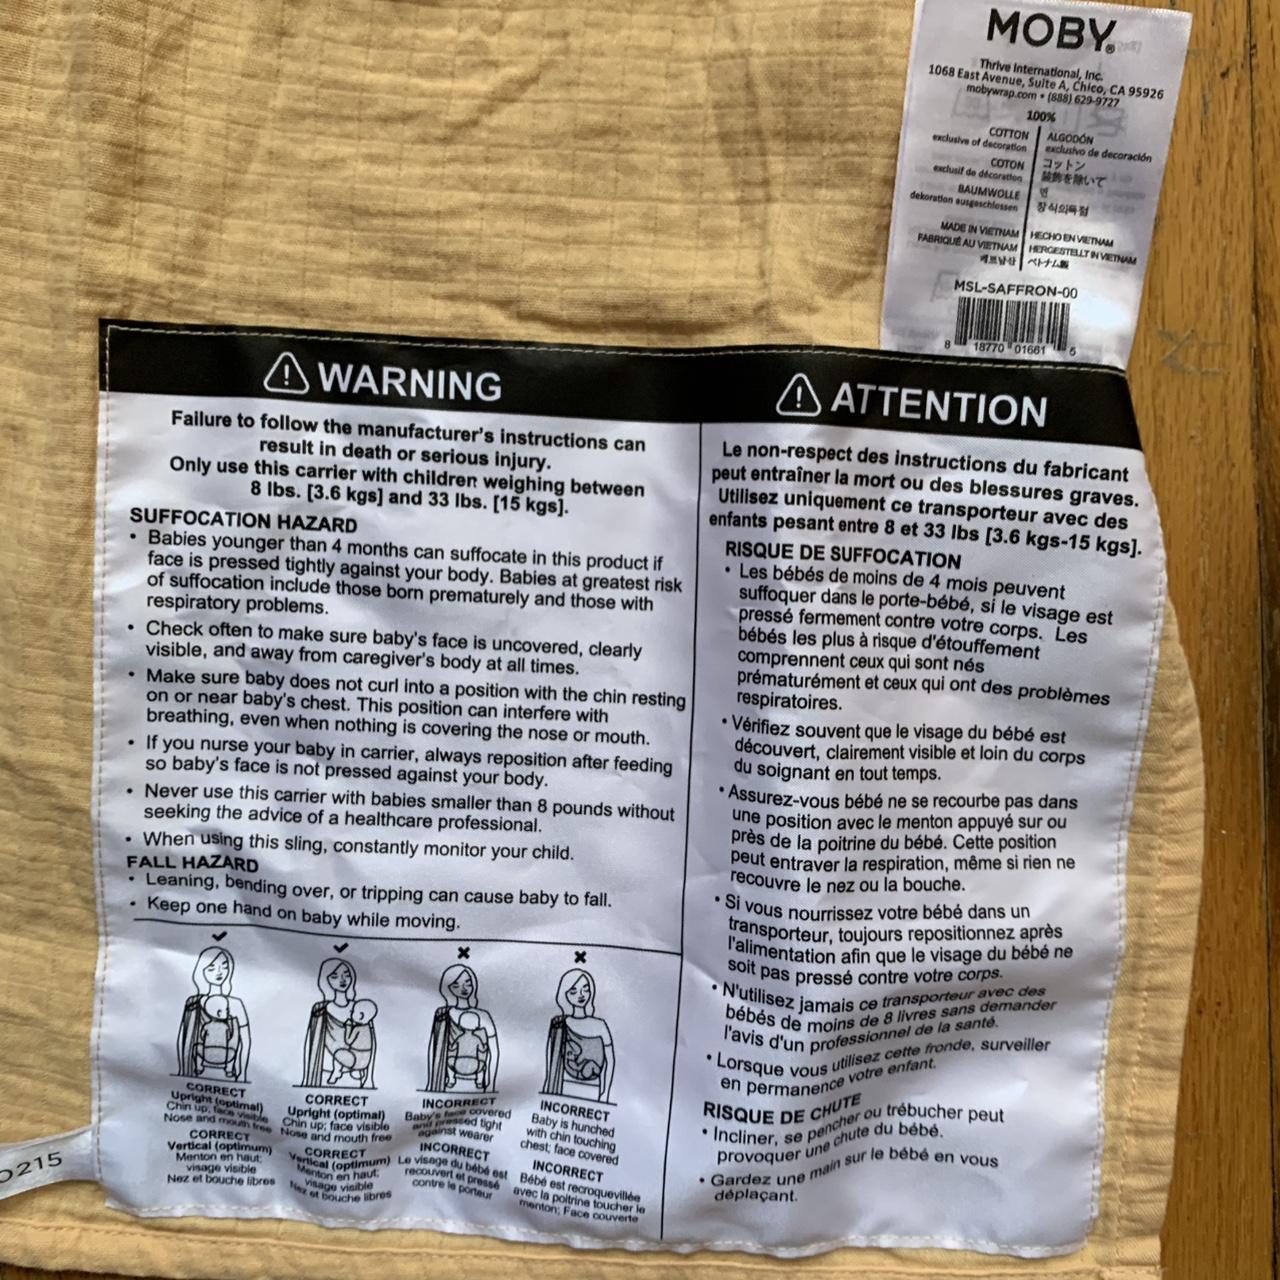 MOBY®
Thrive International, Inc.
1068 East Avenue, Suite A, Chico, CA 95926
mobywrap.com • (888) 629-9727
100%
COTTON
exclusive of decoration
COTON
exclusif de décoration
BAUMWOLLE
dekoration ausgeschlossen
ALGODÓN
exclusivo de decoración
コットン
装飾を除いて
면
장식의독점
MADE IN VIETNAM
FABRIQUÉ AU VIETNAM
베트남산
HECHO EN VIETNAM
HERGESTELLT IN VIETNAM
ベトナム製
MSL-SAFFRON-00
8 18770 01661 5
WARNING
Failure to follow the manufacturer's instructions can
result in death or serious injury.
Only use this carrier with children weighing between
8 lbs. [3.6 kgs] and 33 lbs. [15 kgs].
SUFFOCATION HAZARD
• Babies younger than 4 months can suffocate in this product if
face is pressed tightly against your body. Babies at greatest risk
of suffocation include those born prematurely and those with
respiratory problems.
• Check often to make sure baby's face is uncovered, clearly
visible, and away from caregiver's body at all times.
• Make sure baby does not curl into a position with the chin resting
on or near baby's chest. This position can interfere with
breathing, even when nothing is covering the nose or mouth.
• If you nurse your baby in carrier, always reposition after feeding
so baby's face is not pressed against your body.
• Never use this carrier with babies smaller than 8 pounds without
seeking the advice of a healthcare professional.
• When using this sling, constantly monitor your child.
FALL HAZARD
• Leaning, bending over, or tripping can cause baby to fall.
• Keep one hand on baby while moving.
CORRECT
Upright (optimal)
Chin up; face visible
Nose and mouth free
CORRECT
Vertical (optimum)
Menton en haut;
visage visible
Nez et bouche libres
CORRECT
Upright (optimal)
Chin up; face visible
Nose and mouth free
CORRECT
Vertical (optimum)
Menton en haut;
visage visible
Nez et bouche libres
INCORRECT
Baby's face covered
and pressed tight
against wearer
INCORRECT
Le visage du bébé est
recouvert et pressé
contre le porteur
INCORRECT
Baby is hunched
with chin touching
chest; face covered
INCORRECT
Bébé est recroquevillée
avec la poitrine toucher le
menton; Face couverte
ATTENTION
Le non-respect des instructions du fabricant
peut entraîner la mort ou des blessures graves.
Utilisez uniquement ce transporteur avec des
enfants pesant entre 8 et 33 lbs [3.6 kgs-15 kgs].
RISQUE DE SUFFOCATION
• Les bébés de moins de 4 mois peuvent
suffoquer dans le porte-bébé, si le visage est
pressé fermement contre votre corps. Les
bébés les plus à risque d'étouffement
comprennent ceux qui sont nés
prématurément et ceux qui ont des problèmes
respiratoires.
• Vérifiez souvent que le visage du bébé est
découvert, clairement visible et loin du corps
du soignant en tout temps.
• Assurez-vous bébé ne se recourbe pas dans
une position avec le menton appuyé sur ou
près de la poitrine du bébé. Cette position
peut entraver la respiration, même si rien ne
recouvre le nez ou la bouche.
• Si vous nourrissez votre bébé dans un
transporteur, toujours repositionnez après
l'alimentation afin que le visage du bébé ne
soit pas pressé contre votre corps.
• N'utilisez jamais ce transporteur avec des
bébés de moins de 8 livres sans demander
l'avis d'un professionnel de la santé.
• Lorsque vous utilisez cette fronde, surveiller
en permanence votre enfant.
RISQUE DE CHUTE
• Incliner, se pencher ou trébucher peut
provoquer une chute du bébé.
• Gardez une main sur le bébé en vous
déplaçant.
O215